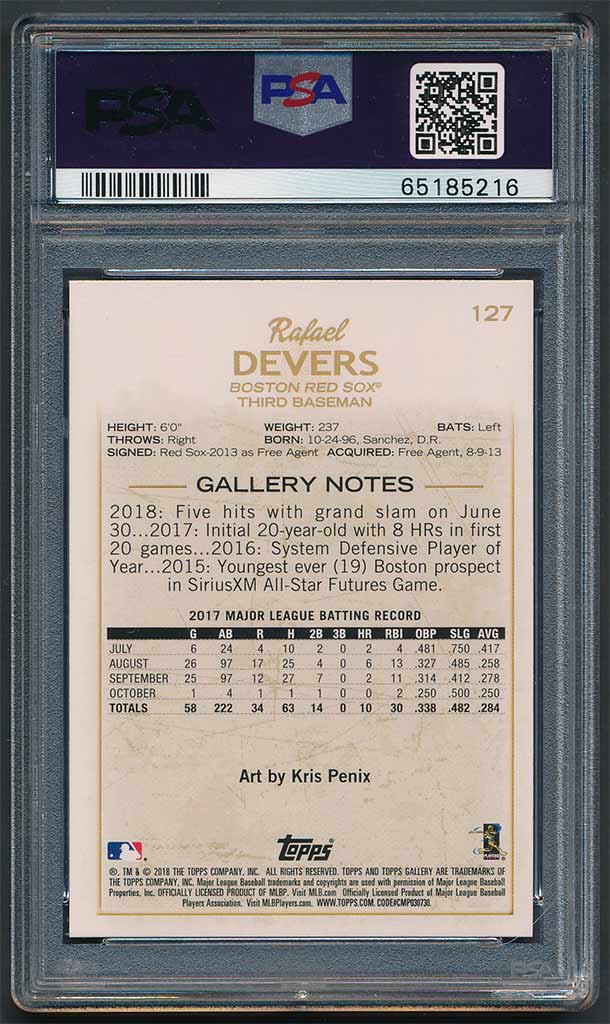 PSA
PSA
65185216
127
Rafael
DEVERS
BOSTON RED SOX®
THIRD BASEMAN
HEIGHT: 6'0" WEIGHT: 237 BATS: Left
THROWS: Right BORN: 10-24-96, Sanchez, D.R.
SIGNED: Red Sox-2013 as Free Agent ACQUIRED: Free Agent, 8-9-13
GALLERY NOTES
2018: Five hits with grand slam on June
30...2017: Initial 20-year-old with 8 HRs in first
20 games...2016: System Defensive Player of
Year...2015: Youngest ever (19) Boston prospect
in SiriusXM All-Star Futures Game.
2017 MAJOR LEAGUE BATTING RECORD
G AB R H 2B 3B HR RBI OBP SLG AVG
JULY 6 24 4 10 2 0 2 4 .481 .750 .417
AUGUST 26 97 17 25 4 0 6 13 .327 .485 .258
SEPTEMBER 25 97 12 27 7 0 2 11 .314 .412 .278
OCTOBER 1 4 1 1 1 0 0 2 .250 .500 .250
TOTALS 58 222 34 63 14 0 10 30 .338 .482 .284
Art by Kris Penix
Topps®
®, TM & © 2018 THE TOPPS COMPANY, INC. ALL RIGHTS RESERVED. TOPPS AND TOPPS GALLERY ARE TRADEMARKS OF
THE TOPPS COMPANY, INC. Major League Baseball trademarks and copyrights are used with permission of Major League Baseball
Properties, Inc. OFFICIALLY LICENSED PRODUCT OF MLBP. Visit MLB.com Officially Licensed Product of Major League Baseball
Players Association. Visit MLBPlayers.com. WWW.TOPPS.COM. CODE#CMP030730.
PSA